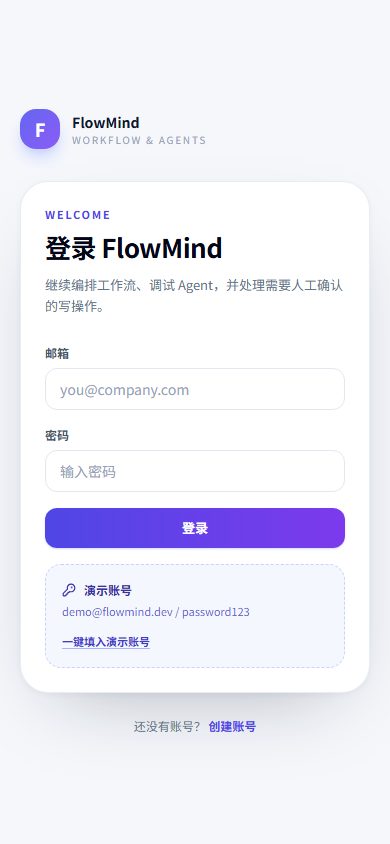 F
FlowMind
WORKFLOW & AGENTS
WELCOME
登录 FlowMind
继续编排工作流、调试 Agent，并处理需要人工确认
的写操作。
邮箱
you@company.com
密码
输入密码
登录
演示账号
demo@flowmind.dev / password123
一键填入演示账号
还没有账号？ 创建账号